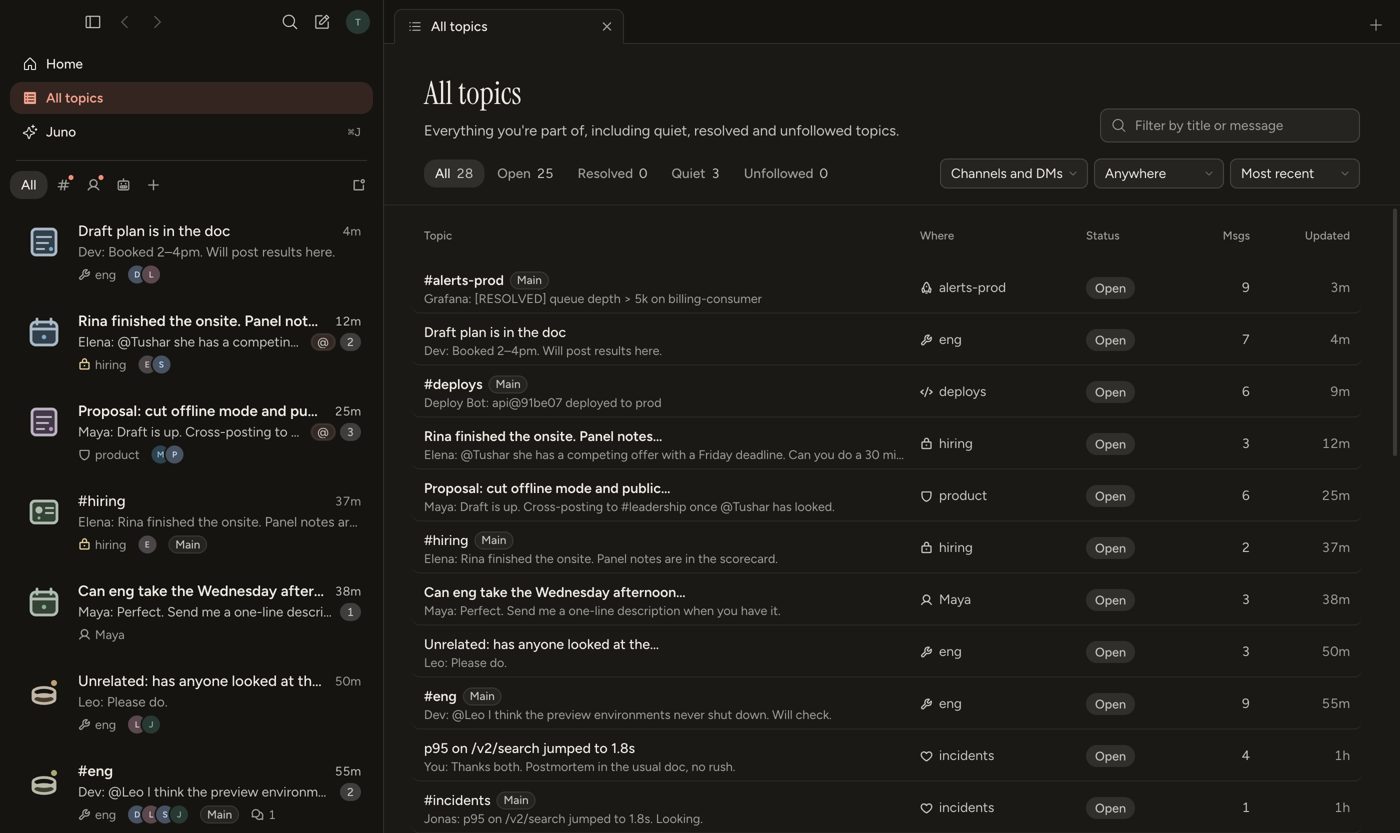 T
Home
All topics
Juno ⌘J
All
Draft plan is in the doc 4m
Dev: Booked 2–4pm. Will post results here.
eng D L
Rina finished the onsite. Panel not... 12m
Elena: @Tushar she has a competin... @ 2
hiring E S
Proposal: cut offline mode and pu... 25m
Maya: Draft is up. Cross-posting to ... @ 3
product M P
#hiring 37m
Elena: Rina finished the onsite. Panel notes ar...
hiring E Main
Can eng take the Wednesday after... 38m
Maya: Perfect. Send me a one-line descri... 1
Maya
Unrelated: has anyone looked at th... 50m
Leo: Please do.
eng L J
#eng 55m
Dev: @Leo I think the preview environm... 2
eng D L S J Main 1
All topics
All topics
Everything you're part of, including quiet, resolved and unfollowed topics.
Filter by title or message
All 28 Open 25 Resolved 0 Quiet 3 Unfollowed 0
Channels and DMs Anywhere Most recent
Topic Where Status Msgs Updated
#alerts-prod Main alerts-prod Open 9 3m
Grafana: [RESOLVED] queue depth > 5k on billing-consumer
Draft plan is in the doc eng Open 7 4m
Dev: Booked 2–4pm. Will post results here.
#deploys Main deploys Open 6 9m
Deploy Bot: api@91be07 deployed to prod
Rina finished the onsite. Panel notes... hiring Open 3 12m
Elena: @Tushar she has a competing offer with a Friday deadline. Can you do a 30 mi...
Proposal: cut offline mode and public... product Open 6 25m
Maya: Draft is up. Cross-posting to #leadership once @Tushar has looked.
#hiring Main hiring Open 2 37m
Elena: Rina finished the onsite. Panel notes are in the scorecard.
Can eng take the Wednesday afternoon... Maya Open 3 38m
Maya: Perfect. Send me a one-line description when you have it.
Unrelated: has anyone looked at the... eng Open 3 50m
Leo: Please do.
#eng Main eng Open 9 55m
Dev: @Leo I think the preview environments never shut down. Will check.
p95 on /v2/search jumped to 1.8s incidents Open 4 1h
You: Thanks both. Postmortem in the usual doc, no rush.
#incidents Main incidents Open 1 1h
Jonas: p95 on /v2/search jumped to 1.8s. Looking.